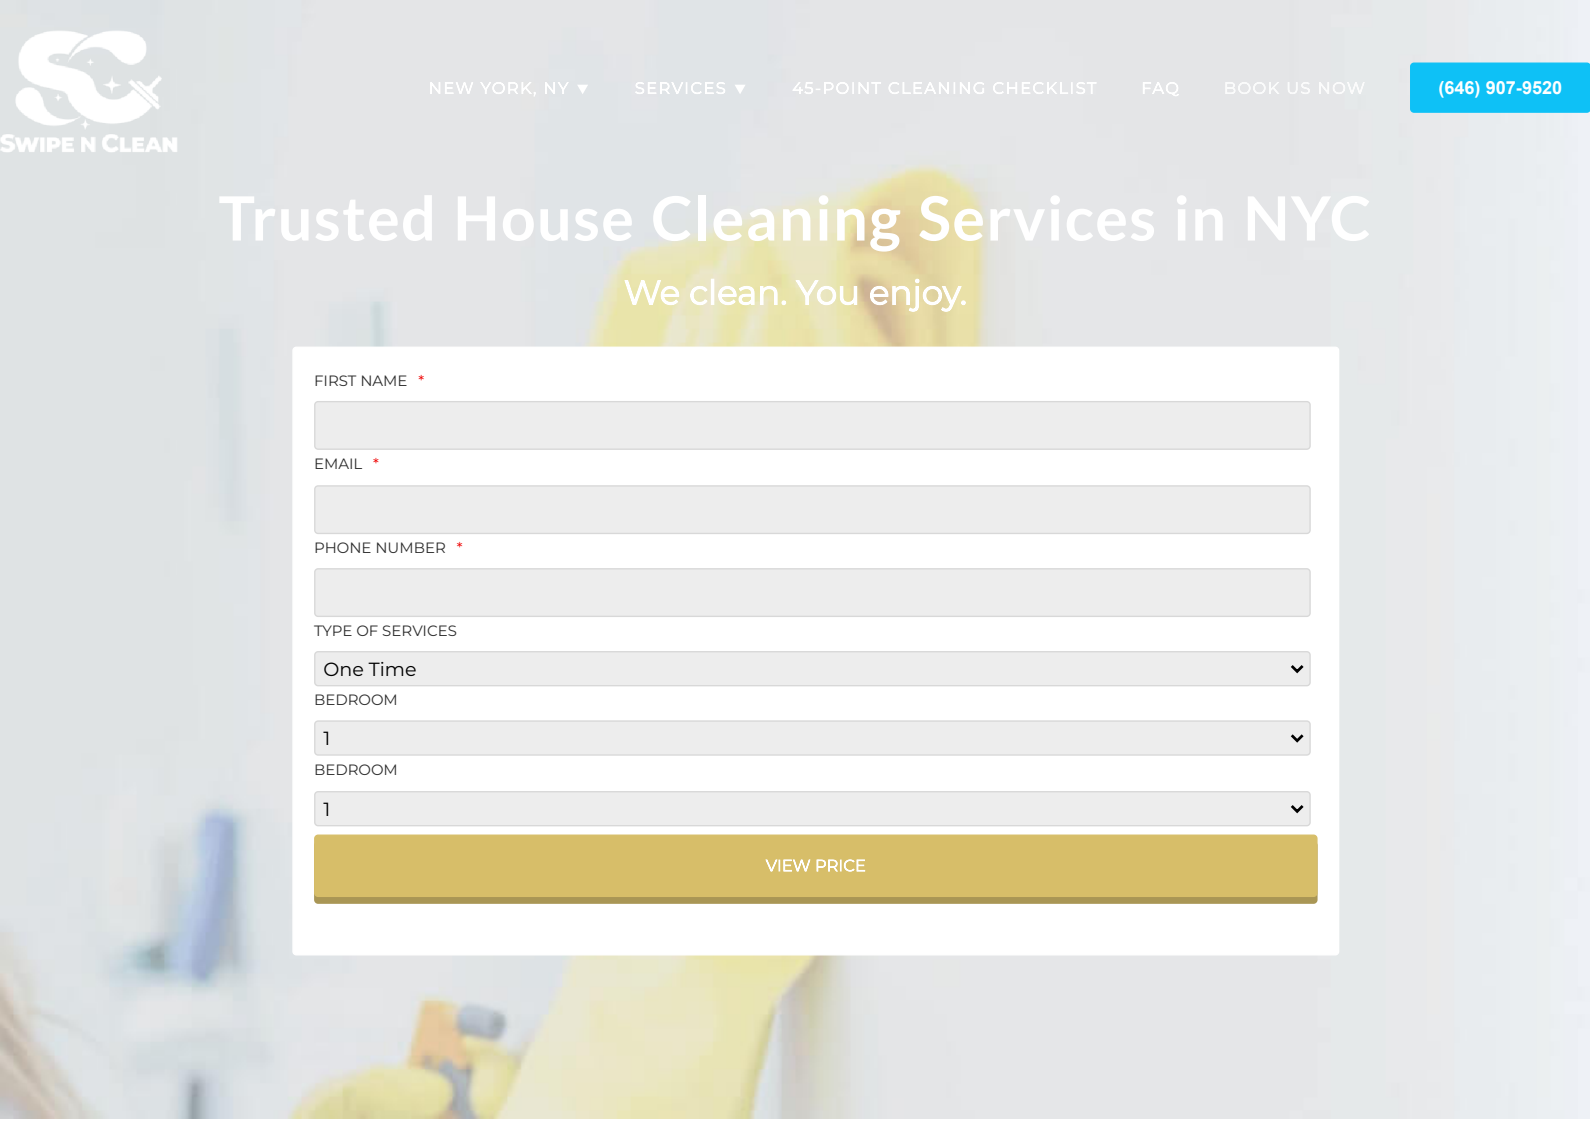 SWIPE N CLEAN
NEW YORK, NY ▼ SERVICES ▼ 45-POINT CLEANING CHECKLIST FAQ BOOK US NOW (646) 907-9520
Trusted House Cleaning Services in NYC
We clean. You enjoy.
FIRST NAME *
EMAIL *
PHONE NUMBER *
TYPE OF SERVICES
One Time
BEDROOM
1
BEDROOM
1
VIEW PRICE